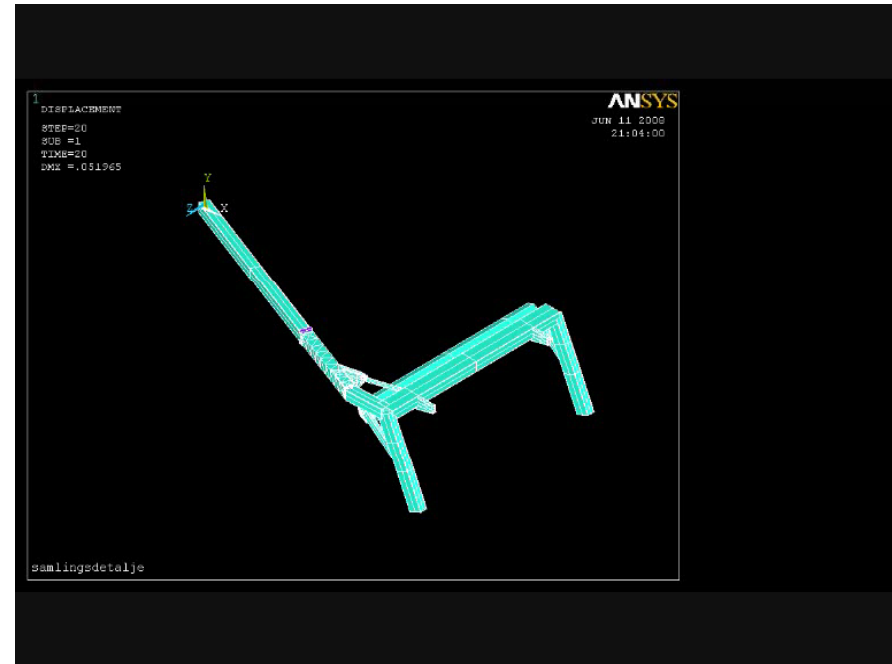 1
DISPLACEMENT
STEP=20
SUB =1
TIME=20
DMX =.051965
ANSYS
JUN 11 2008
21:04:00
Y
Z X
samlingsdetalje